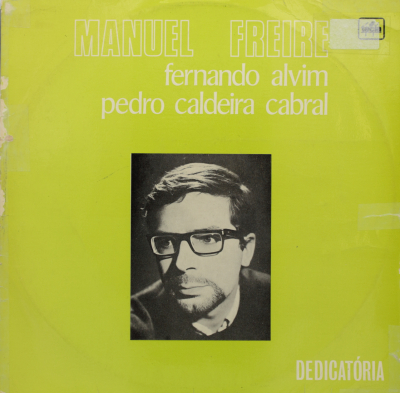 MANUEL FREIRE
fernando alvim
pedro caldeira cabral
DEDICATÓRIA